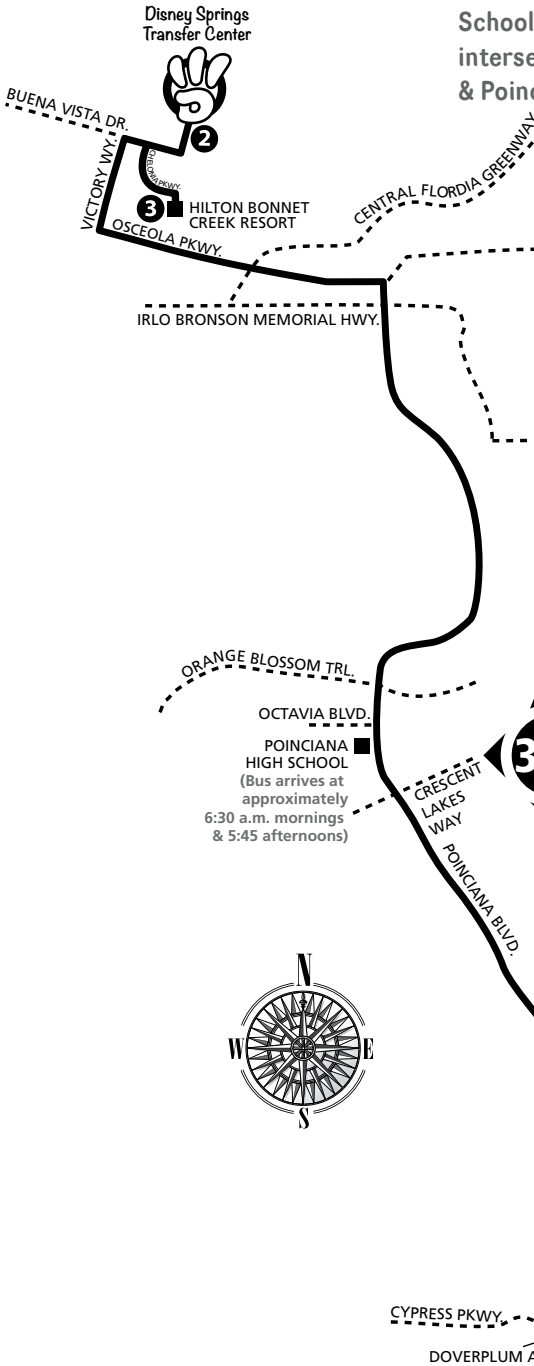 Disney Springs
Transfer Center
School
& Poinc
BUENA VISTA DR.
2
VICTORY WY.
CHELONIA PKWY.
3
HILTON BONNET
CREEK RESORT
OSCEOLA PKWY.
CENTRAL FLORDIA GREENWAY
IRLO BRONSON MEMORIAL HWY.
ORANGE BLOSSOM TRL.
OCTAVIA BLVD.
POINCIANA
HIGH SCHOOL
(Bus arrives at
approximately
6:30 a.m. mornings
& 5:45 afternoons)
3
CRESCENT
LAKES
WAY
POINCIANA BLVD.
N
W
E
S
CYPRESS PKWY.
DOVERPLUM A